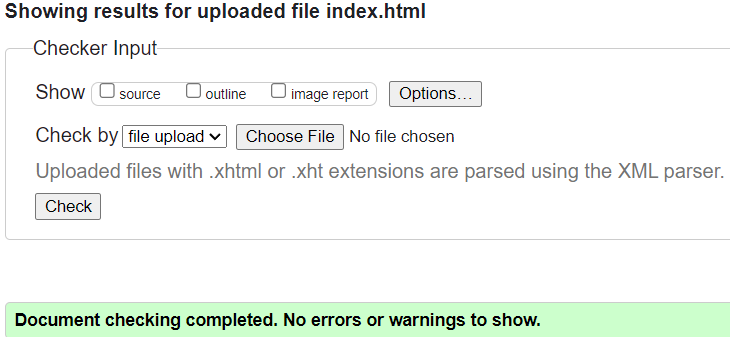 Showing results for uploaded file index.html
Checker Input
Show source outline image report Options…
Check by file upload Choose File No file chosen
Uploaded files with .xhtml or .xht extensions are parsed using the XML parser.
Check
Document checking completed. No errors or warnings to show.